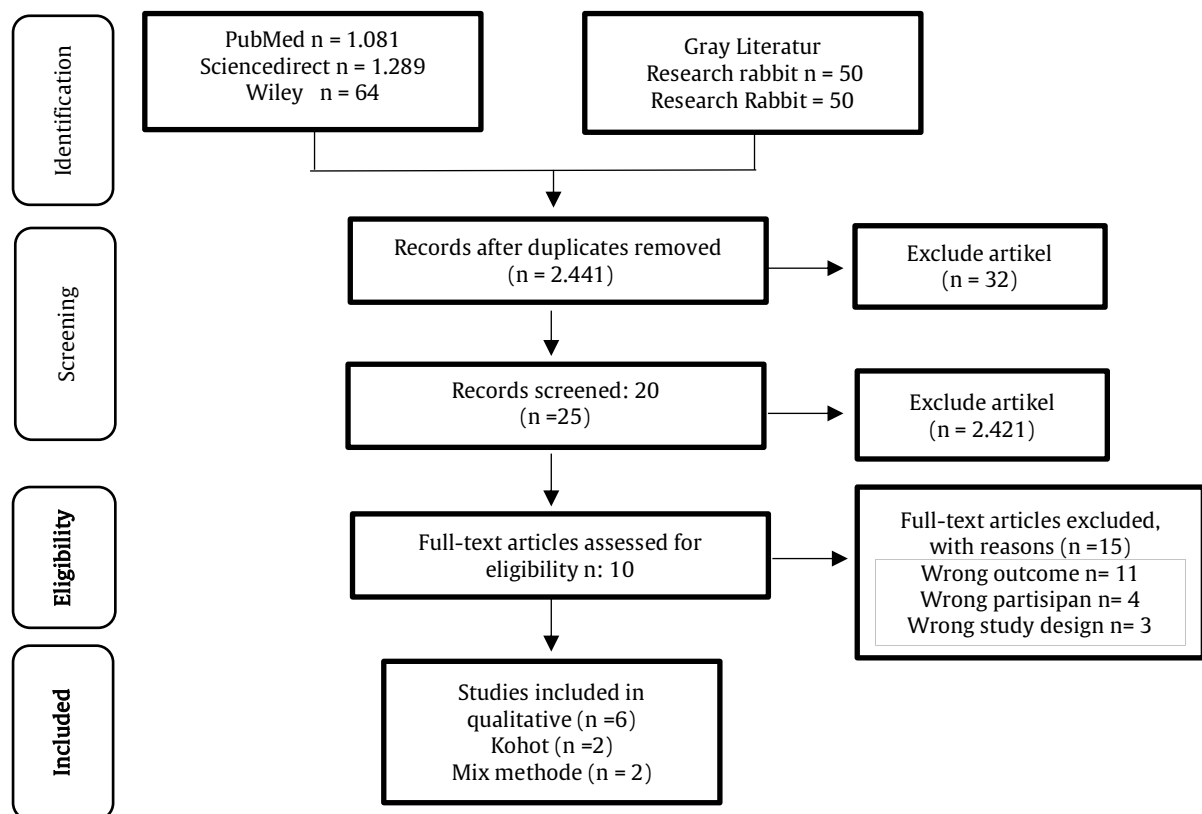 Identification
PubMed n = 1.081
Sciencedirect n = 1.289
Wiley n = 64
Gray Literatur
Research rabbit n = 50
Research Rabbit = 50
Screening
Records after duplicates removed
(n = 2.441)
Exclude artikel
(n = 32)
Records screened: 20
(n =25)
Exclude artikel
(n = 2.421)
Eligibility
Full-text articles assessed for
eligibility n: 10
Full-text articles excluded,
with reasons (n =15)
Wrong outcome n= 11
Wrong partisipan n= 4
Wrong study design n= 3
Included
Studies included in
qualitative (n =6)
Kohot (n =2)
Mix methode (n = 2)